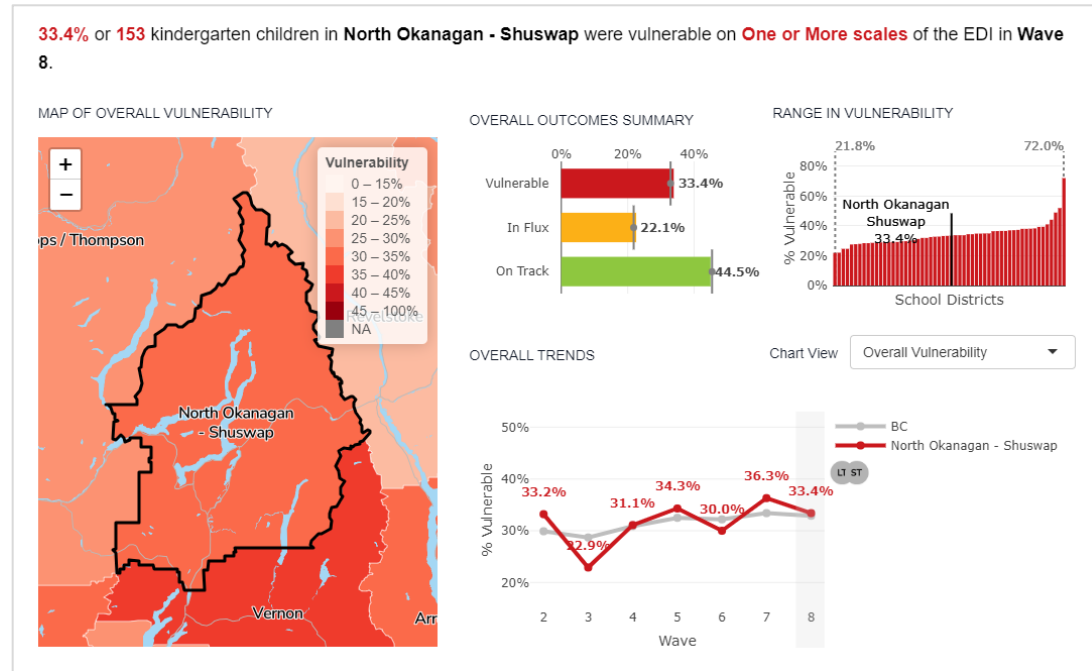 33.4% or 153 kindergarten children in North Okanagan - Shuswap were vulnerable on One or More scales of the EDI in Wave
8.
MAP OF OVERALL VULNERABILITY
+
−
Vulnerability
0 – 15%
15 – 20%
20 – 25%
25 – 30%
30 – 35%
35 – 40%
40 – 45%
45 – 100%
NA
ops / Thompson
Revelstoke
North Okanagan
- Shuswap
Vernon
Arr
OVERALL OUTCOMES SUMMARY
0% 20% 40%
Vulnerable 33.4%
In Flux 22.1%
On Track 44.5%
RANGE IN VULNERABILITY
21.8% 72.0%
80%
60%
40%
20%
0%
% Vulnerable
North Okanagan
Shuswap
33.4%
School Districts
OVERALL TRENDS
Chart View Overall Vulnerability
50%
40%
30%
20%
% Vulnerable
33.2% 22.9% 31.1% 34.3% 30.0% 36.3% 33.4%
2 3 4 5 6 7 8
Wave
BC
North Okanagan - Shuswap
LT ST